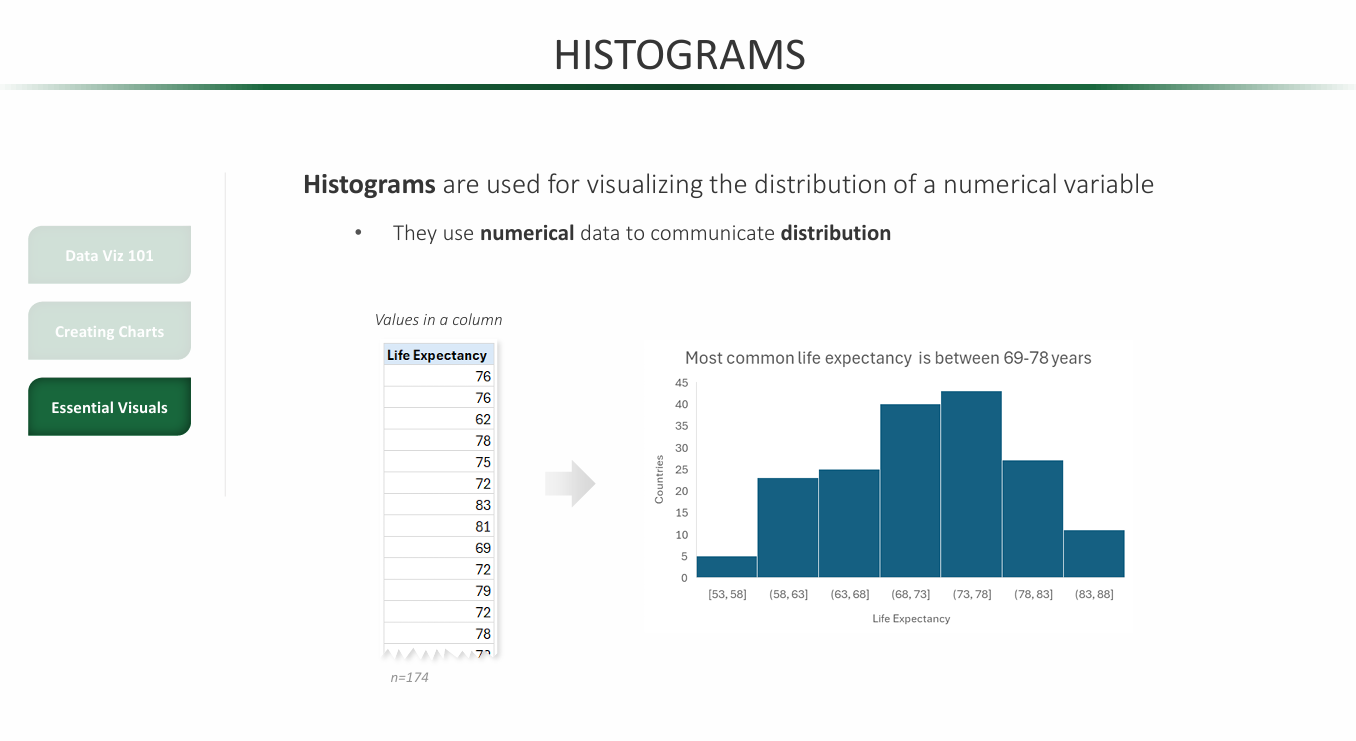 HISTOGRAMS
Data Viz 101
Creating Charts
Essential Visuals
Histograms are used for visualizing the distribution of a numerical variable
• They use numerical data to communicate distribution
Values in a column
Life Expectancy
76
76
62
78
75
72
83
81
69
72
79
72
78
n=174
Most common life expectancy is between 69-78 years
Countries
45
40
35
30
25
20
15
10
5
0
[53, 58] (58, 63] (63, 68] (68, 73] (73, 78] (78, 83] (83, 88]
Life Expectancy